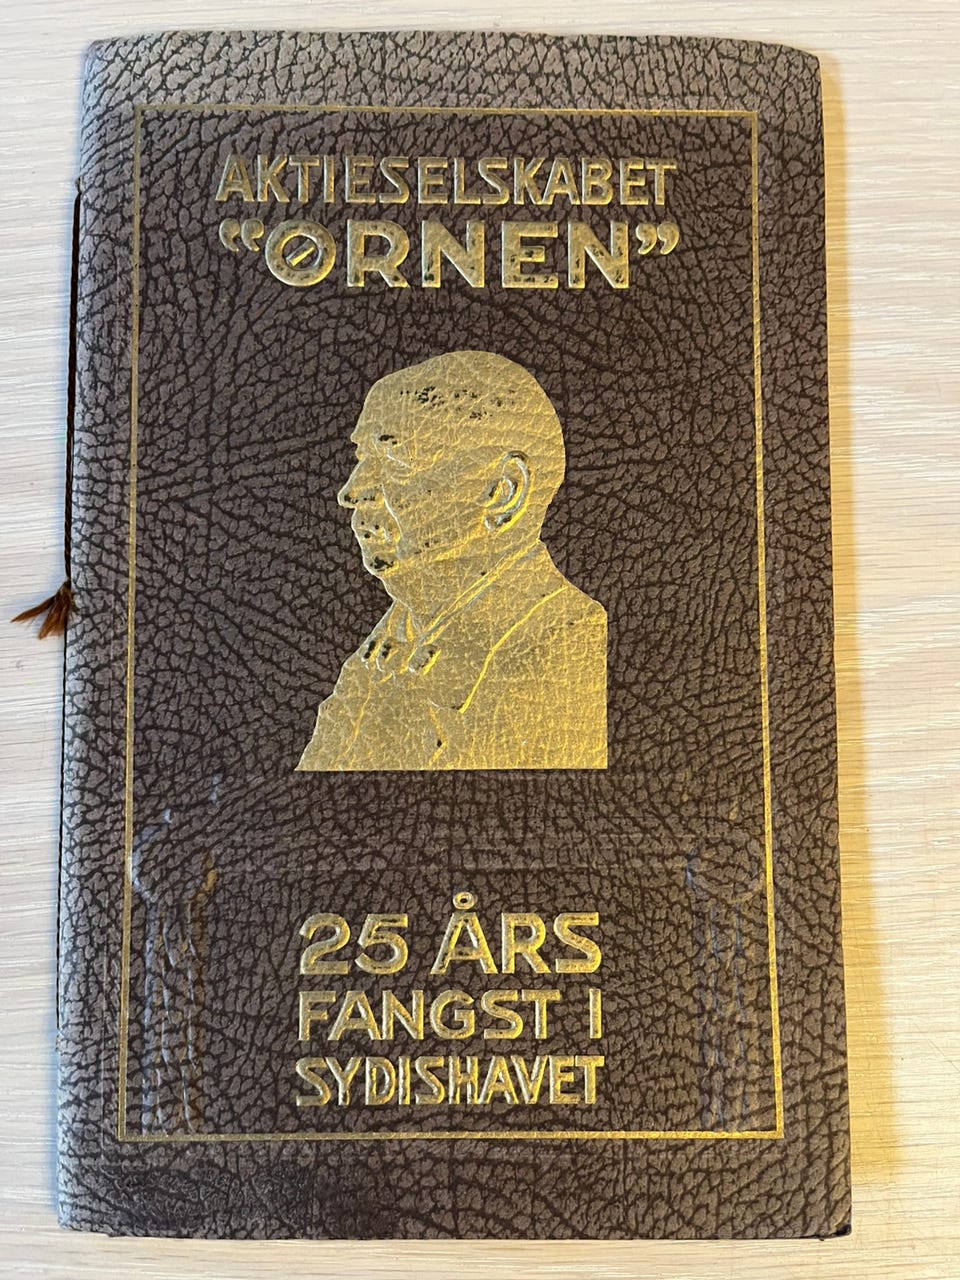 AKTIESELSKABET
“ØRNEN”
25 ÅRS
FANGST I
SYDISHAVET